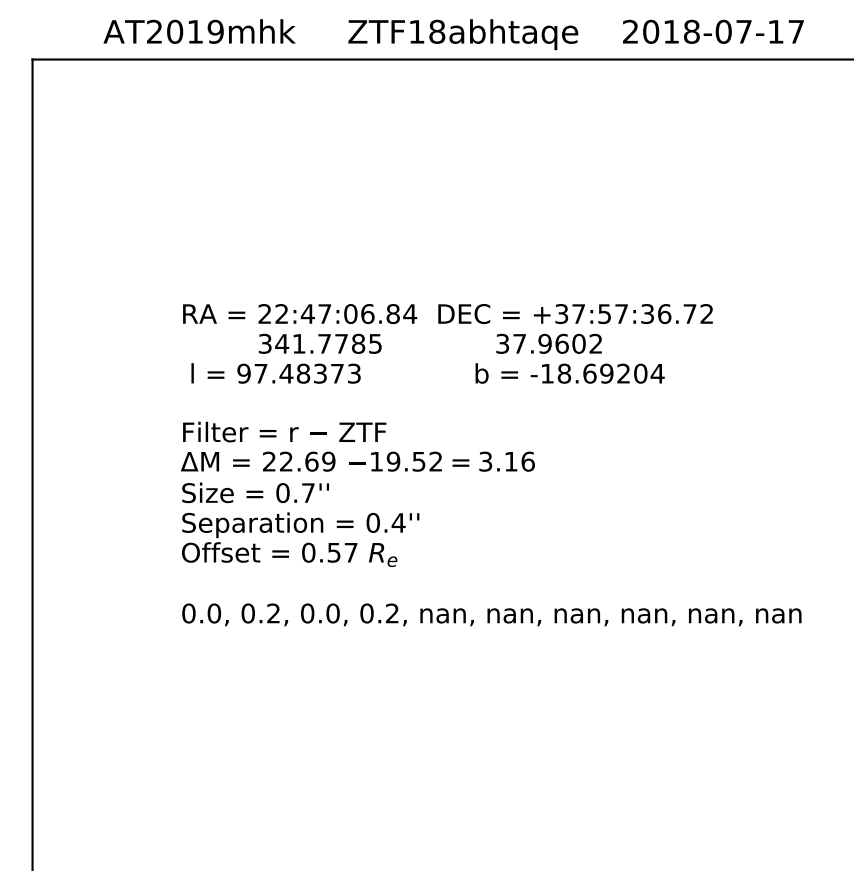 AT2019mhk ZTF18abhtaqe 2018-07-17
RA = 22:47:06.84 DEC = +37:57:36.72
341.7785 37.9602
l = 97.48373 b = -18.69204
Filter = r − ZTF
ΔM = 22.69 −19.52 = 3.16
Size = 0.7''
Separation = 0.4''
Offset = 0.57 Re
0.0, 0.2, 0.0, 0.2, nan, nan, nan, nan, nan, nan